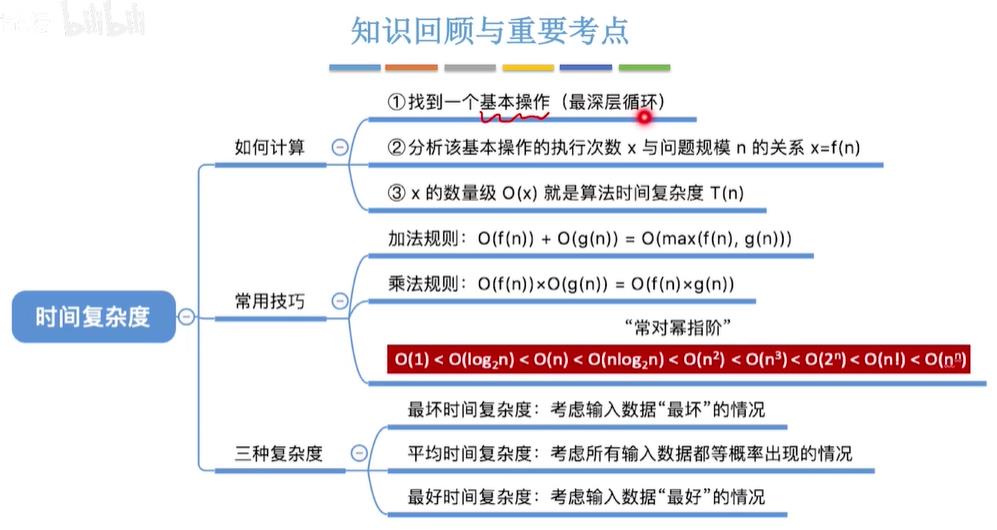 bilibili
知识回顾与重要考点
①找到一个基本操作（最深层循环）
如何计算
②分析该基本操作的执行次数 x 与问题规模 n 的关系 x=f(n)
③ x 的数量级 O(x) 就是算法时间复杂度 T(n)
加法规则：O(f(n)) + O(g(n)) = O(max(f(n), g(n)))
乘法规则：O(f(n))×O(g(n)) = O(f(n)×g(n))
常用技巧
时间复杂度
“常对幂指阶”
O(1) < O(log₂n) < O(n) < O(nlog₂n) < O(n²) < O(n³) < O(2ⁿ) < O(n!) < O(nⁿ)
最坏时间复杂度：考虑输入数据“最坏”的情况
三种复杂度
平均时间复杂度：考虑所有输入数据都等概率出现的情况
最好时间复杂度：考虑输入数据“最好”的情况